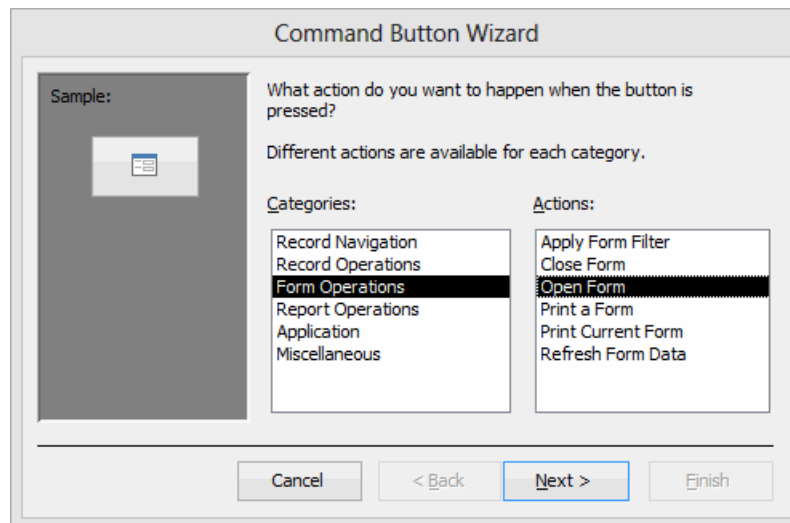 Command Button Wizard
Sample:
What action do you want to happen when the button is
pressed?
Different actions are available for each category.
Categories:
Record Navigation
Record Operations
Form Operations
Report Operations
Application
Miscellaneous
Actions:
Apply Form Filter
Close Form
Open Form
Print a Form
Print Current Form
Refresh Form Data
Cancel
< Back
Next >
Finish